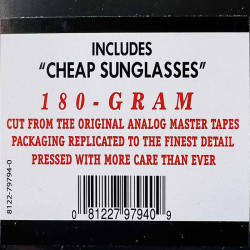 INCLUDES
"CHEAP SUNGLASSES"
180-GRAM
CUT FROM THE ORIGINAL ANALOG MASTER TAPES
PACKAGING REPLICATED TO THE FINEST DETAIL
PRESSED WITH MORE CARE THAN EVER
8122-79794-0
0 81227 97940 9